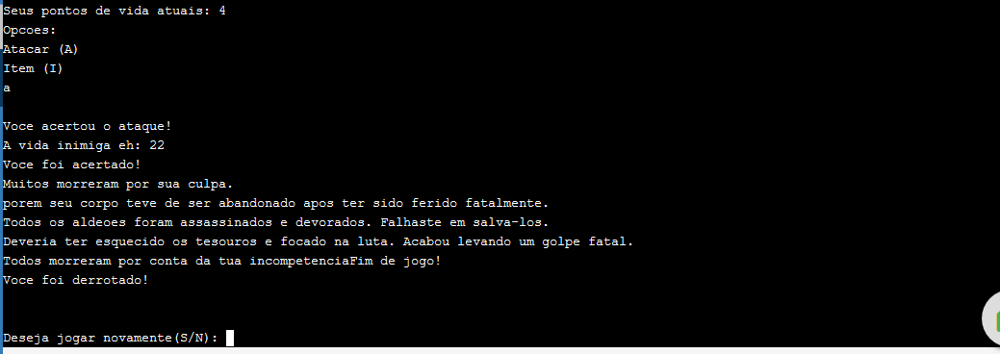 Seus pontos de vida atuais: 4
Opcoes:
Atacar (A)
Item (I)
a
Voce acertou o ataque!
A vida inimiga eh: 22
Voce foi acertado!
Muitos morreram por sua culpa.
porem seu corpo teve de ser abandonado apos ter sido ferido fatalmente.
Todos os aldeoes foram assassinados e devorados. Falhaste em salva-los.
Deveria ter esquecido os tesouros e focado na luta. Acabou levando um golpe fatal.
Todos morreram por conta da tua incompetenciaFim de jogo!
Voce foi derrotado!
Deseja jogar novamente(S/N):